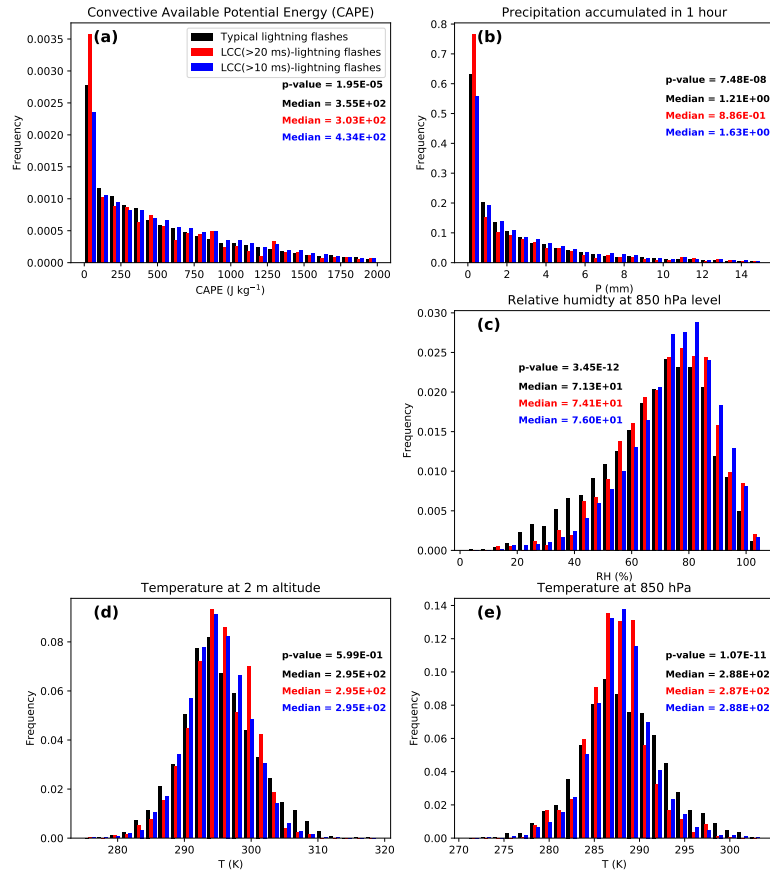 Convective Available Potential Energy (CAPE)
(a)
Typical lightning flashes
LCC(>20 ms)-lightning flashes
LCC(>10 ms)-lightning flashes
p-value = 1.95E-05
Median = 3.55E+02
Median = 3.03E+02
Median = 4.34E+02
Frequency
0.0035
0.0030
0.0025
0.0020
0.0015
0.0010
0.0005
0.0000
0 250 500 750 1000 1250 1500 1750 2000
CAPE (J kg⁻¹)
Precipitation accumulated in 1 hour
(b)
p-value = 7.48E-08
Median = 1.21E+00
Median = 8.86E-01
Median = 1.63E+00
Frequency
0.8
0.7
0.6
0.5
0.4
0.3
0.2
0.1
0.0
0 2 4 6 8 10 12 14
P (mm)
Relative humidty at 850 hPa level
(c)
p-value = 3.45E-12
Median = 7.13E+01
Median = 7.41E+01
Median = 7.60E+01
Frequency
0.030
0.025
0.020
0.015
0.010
0.005
0.000
0 20 40 60 80 100
RH (%)
Temperature at 2 m altitude
(d)
p-value = 5.99E-01
Median = 2.95E+02
Median = 2.95E+02
Median = 2.95E+02
Frequency
0.08
0.06
0.04
0.02
0.00
280 290 300 310 320
T (K)
Temperature at 850 hPa
(e)
p-value = 1.07E-11
Median = 2.88E+02
Median = 2.87E+02
Median = 2.88E+02
Frequency
0.14
0.12
0.10
0.08
0.06
0.04
0.02
0.00
270 275 280 285 290 295 300
T (K)